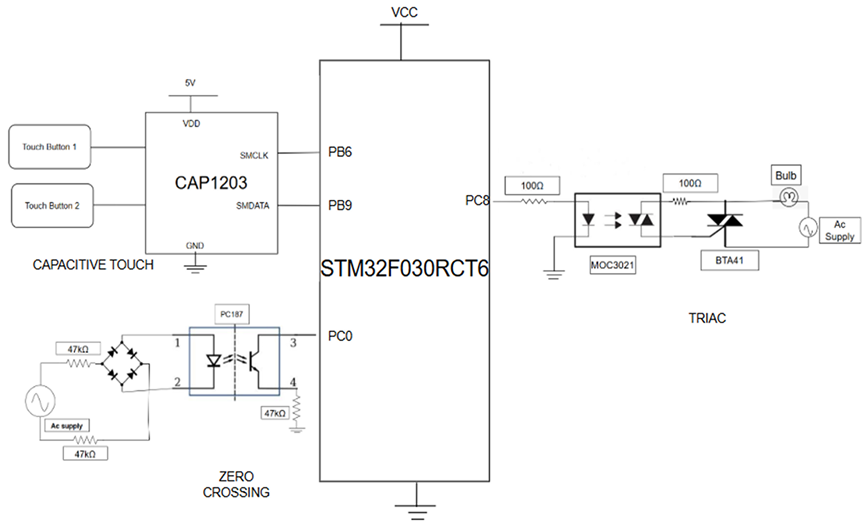 VCC
5V
VDD
Touch Button 1
SMCLK
PB6
CAP1203
Touch Button 2
SMDATA
PB9
GND
CAPACITIVE TOUCH
STM32F030RCT6
PC8
100Ω
100Ω
Bulb
Ac
Supply
MOC3021
BTA41
TRIAC
PC187
1
3
PC0
47kΩ
2
4
47kΩ
Ac supply
47kΩ
ZERO
CROSSING